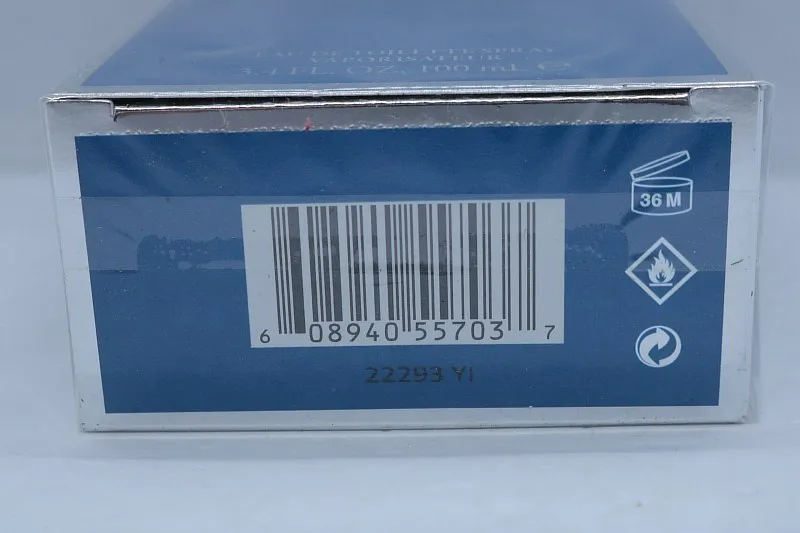 EAU DE TOILETTE SPRAY
VAPORISATEUR
3.4 FL. OZ. 100 mL ℮
36 M
6 08940 55703 7
22293 YI